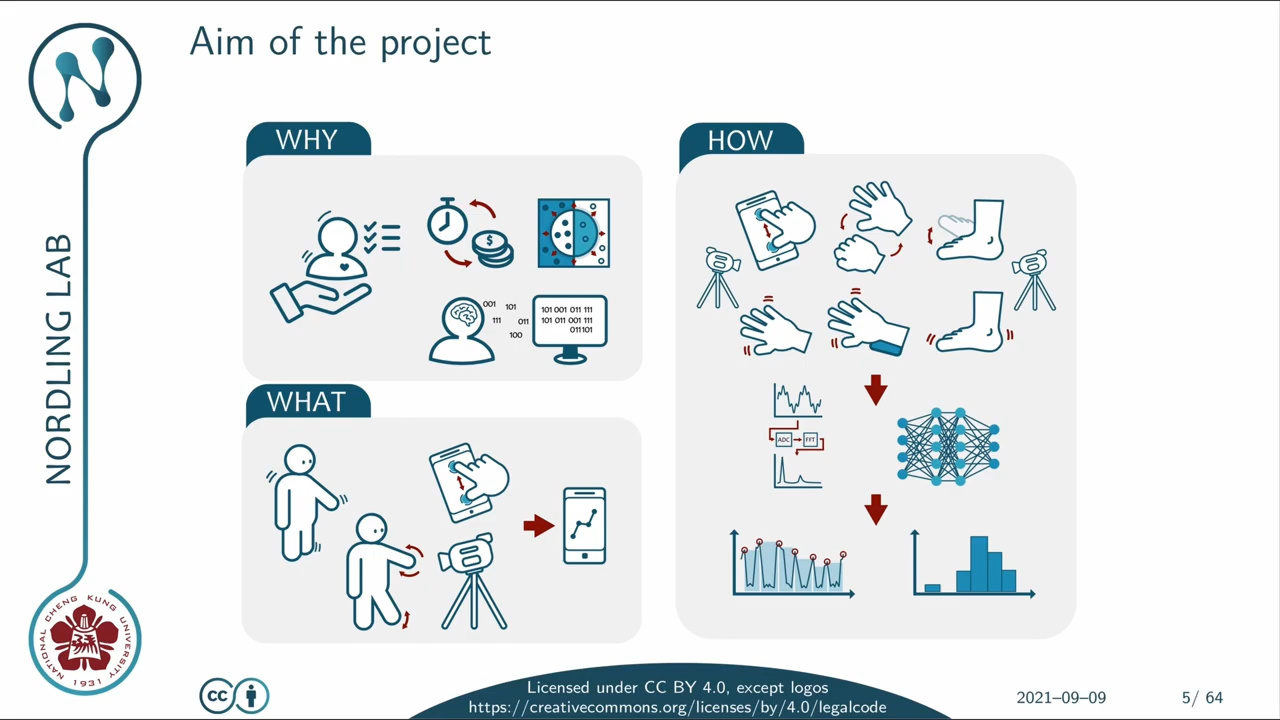 Aim of the project
NORDLING LAB
WHY
$
001
101
111
011
100
101 001 011 111
101 011 001 111
011101
WHAT
HOW
ADC
FFT
NATIONAL CHENG KUNG UNIVERSITY
1931
cc
Licensed under CC BY 4.0, except logos
https://creativecommons.org/licenses/by/4.0/legalcode
2021–09–09
5/ 64